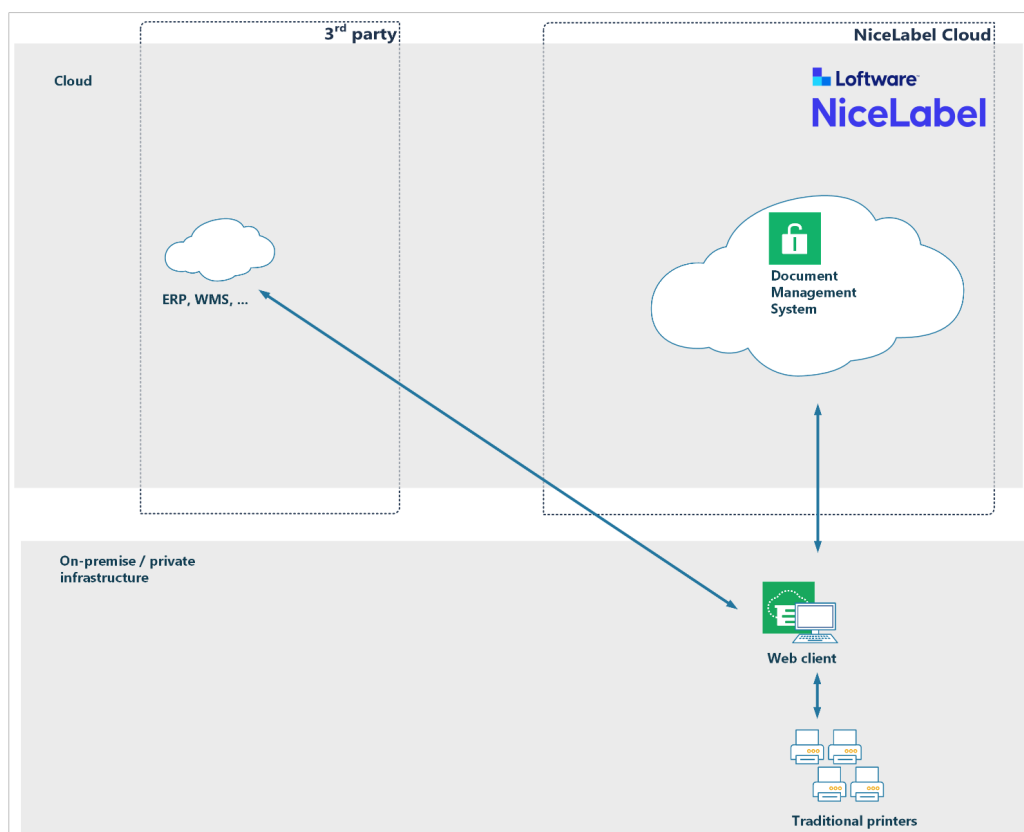 3rd party
NiceLabel Cloud
Cloud
Loftware
NiceLabel
Document
Management
System
ERP, WMS, ...
On-premise / private
infrastructure
Web client
Traditional printers